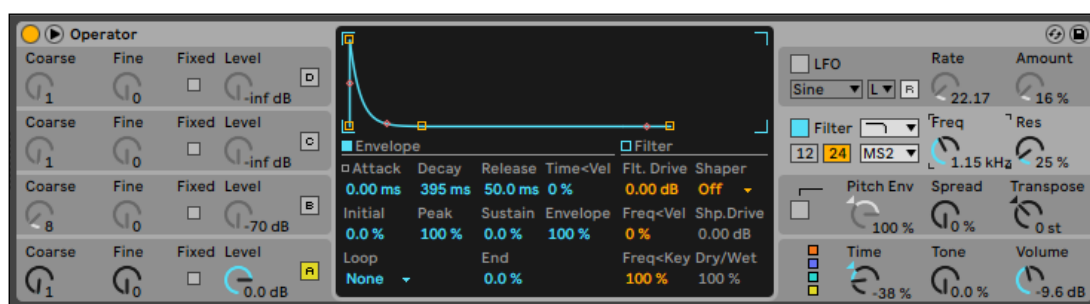 Operator
Coarse Fine Fixed Level
1 0 -inf dB D
Coarse Fine Fixed Level
1 0 -inf dB C
Coarse Fine Fixed Level
8 0 -70 dB B
Coarse Fine Fixed Level
1 0 0.0 dB A
Envelope Filter
Attack Decay Release Time<Vel Flt. Drive Shaper
0.00 ms 395 ms 50.0 ms 0 % 0.00 dB Off
Initial Peak Sustain Envelope Freq<Vel Shp.Drive
0.0 % 100 % 0.0 % 100 % 0 % 0.00 dB
Loop End Freq<Key Dry/Wet
None 0.0 % 100 % 100 %
LFO Rate Amount
Sine L R 22.17 16 %
Filter Freq Res
12 24 MS2 1.15 kHz 25 %
Pitch Env Spread Transpose
100 % 0 % 0 st
Time Tone Volume
-38 % 0.0 % -9.6 dB